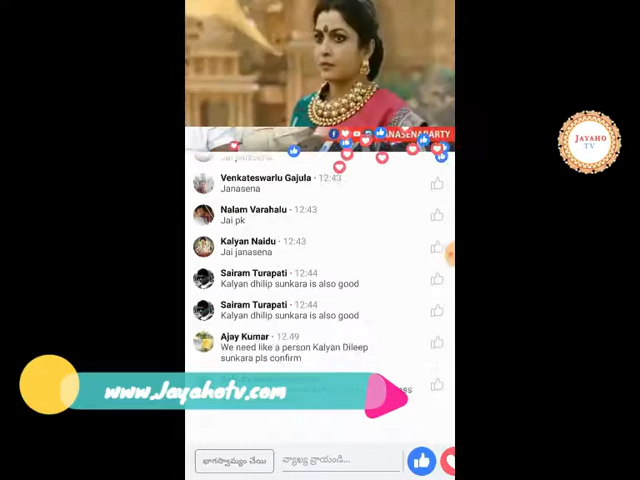 JANASENAPARTY
JAYAHO
TV
Venkateswarlu Gajula · 12:43
Janasena
Nalam Varahalu · 12:43
Jai pk
Kalyan Naidu · 12:43
Jai janasena
Sairam Turapati · 12:44
Kalyan dhilip sunkara is also good
Sairam Turapati · 12:44
Kalyan dhilip sunkara is also good
Ajay Kumar · 12:49
We need like a person Kalyan Dileep
sunkara pls confirm
www.Jayahotv.com
భాగస్వామ్యం చేయి
వ్యాఖ్య వ్రాయండి...